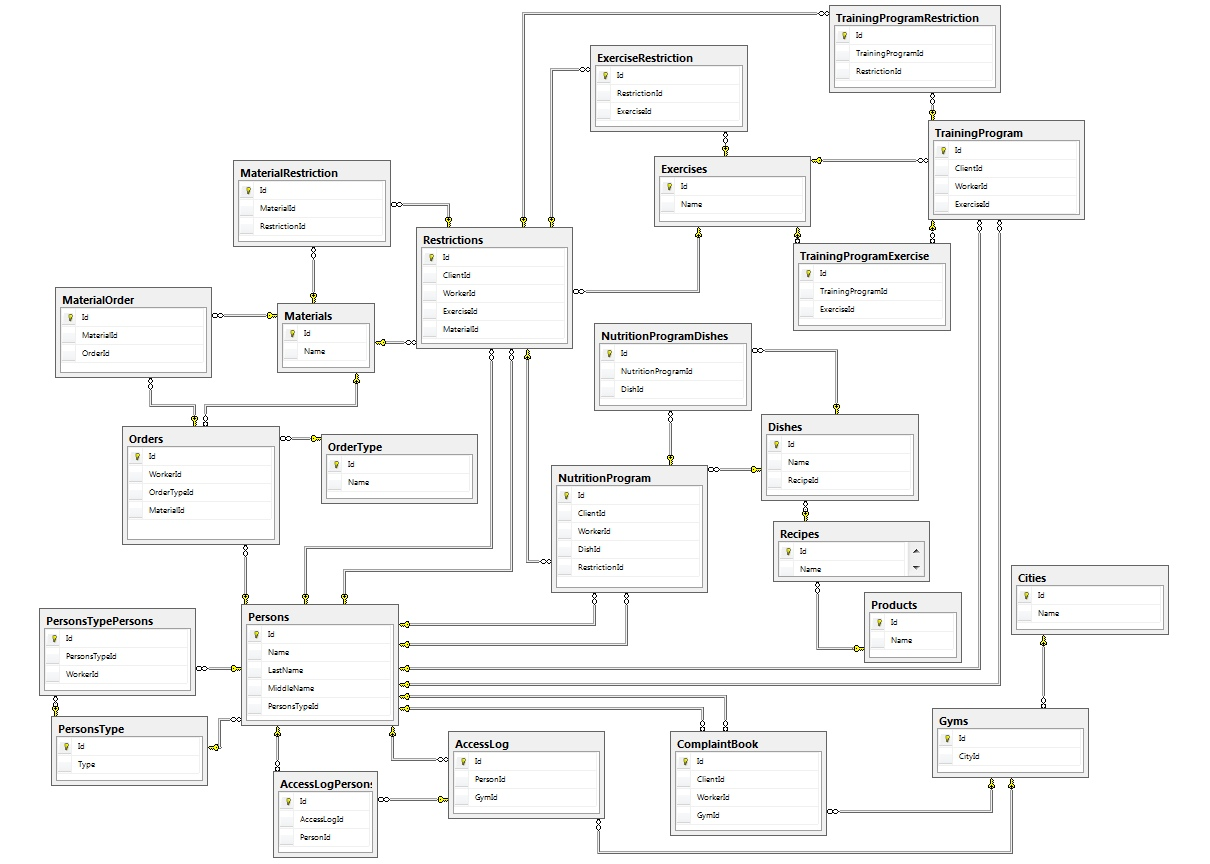 TrainingProgramRestriction
Id
TrainingProgramId
RestrictionId
ExerciseRestriction
Id
RestrictionId
ExerciseId
TrainingProgram
Id
ClientId
WorkerId
ExerciseId
Exercises
Id
Name
MaterialRestriction
Id
MaterialId
RestrictionId
Restrictions
Id
ClientId
WorkerId
ExerciseId
MaterialId
TrainingProgramExercise
Id
TrainingProgramId
ExerciseId
MaterialOrder
Id
MaterialId
OrderId
Materials
Id
Name
NutritionProgramDishes
Id
NutritionProgramId
DishId
Dishes
Id
Name
RecipeId
Orders
Id
WorkerId
OrderTypeId
MaterialId
OrderType
Id
Name
NutritionProgram
Id
ClientId
WorkerId
DishId
RestrictionId
Recipes
Id
Name
Cities
Id
Name
Products
Id
Name
Persons
Id
Name
LastName
MiddleName
PersonsTypeId
PersonsTypePersons
Id
PersonsTypeId
WorkerId
PersonsType
Id
Type
Gyms
Id
CityId
AccessLog
Id
PersonId
GymId
ComplaintBook
Id
ClientId
WorkerId
GymId
AccessLogPersons
Id
AccessLogId
PersonId